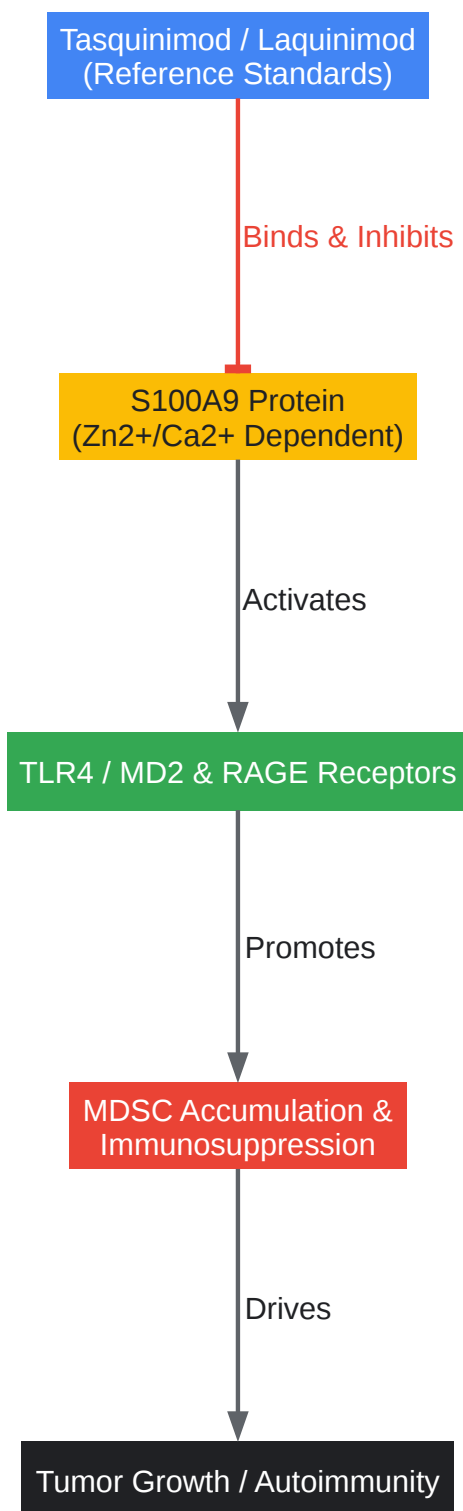 Tasquinimod / Laquinimod
(Reference Standards)
Binds & Inhibits
S100A9 Protein
(Zn2+/Ca2+ Dependent)
Activates
TLR4 / MD2 & RAGE Receptors
Promotes
MDSC Accumulation &
Immunosuppression
Drives
Tumor Growth / Autoimmunity